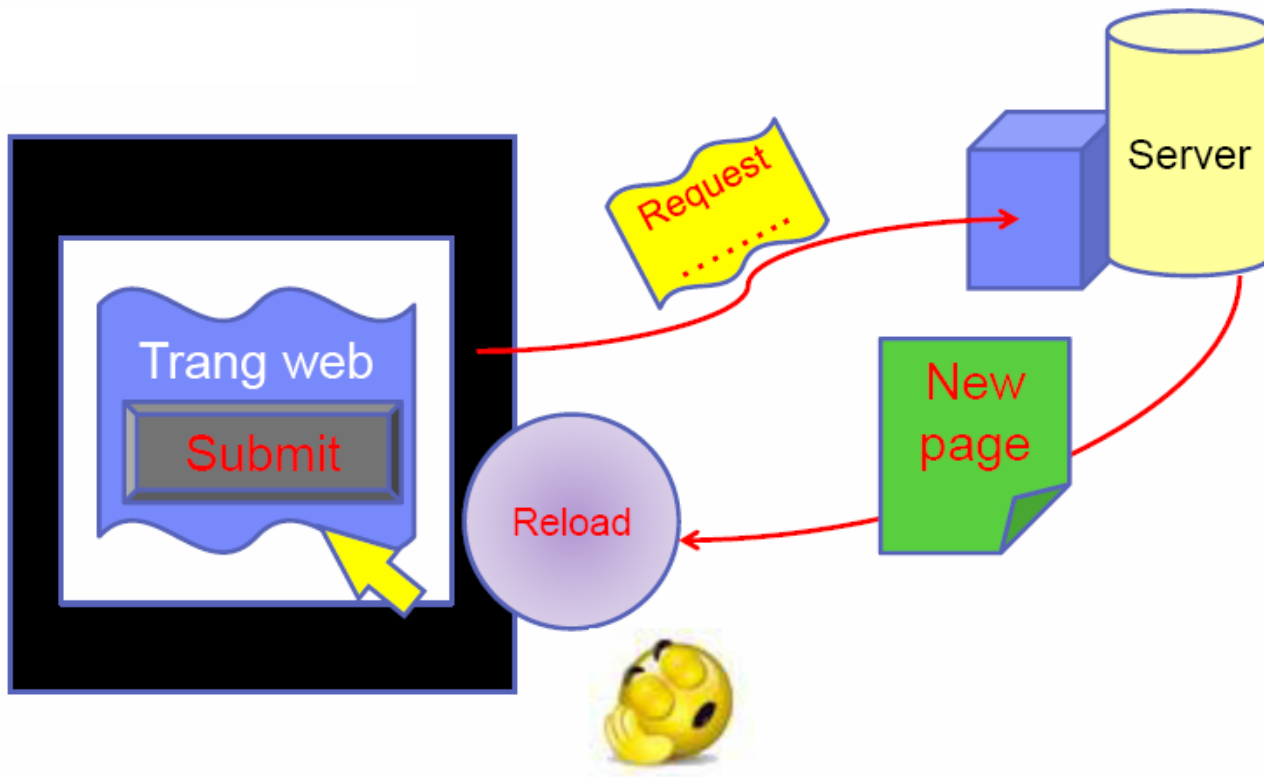 Trang web
Submit
Request
.........
Server
New
page
Reload